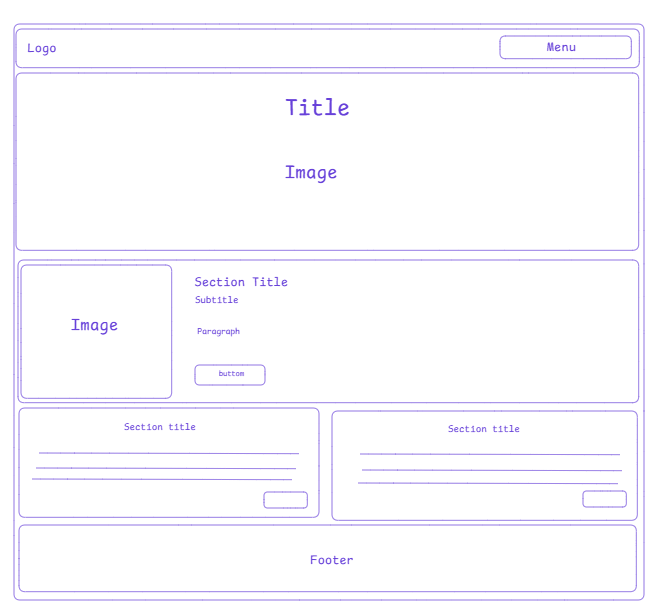 Logo
Menu
Title
Image
Image
Section Title
Subtitle
Paragraph
buttom
Section title
Section title
Footer